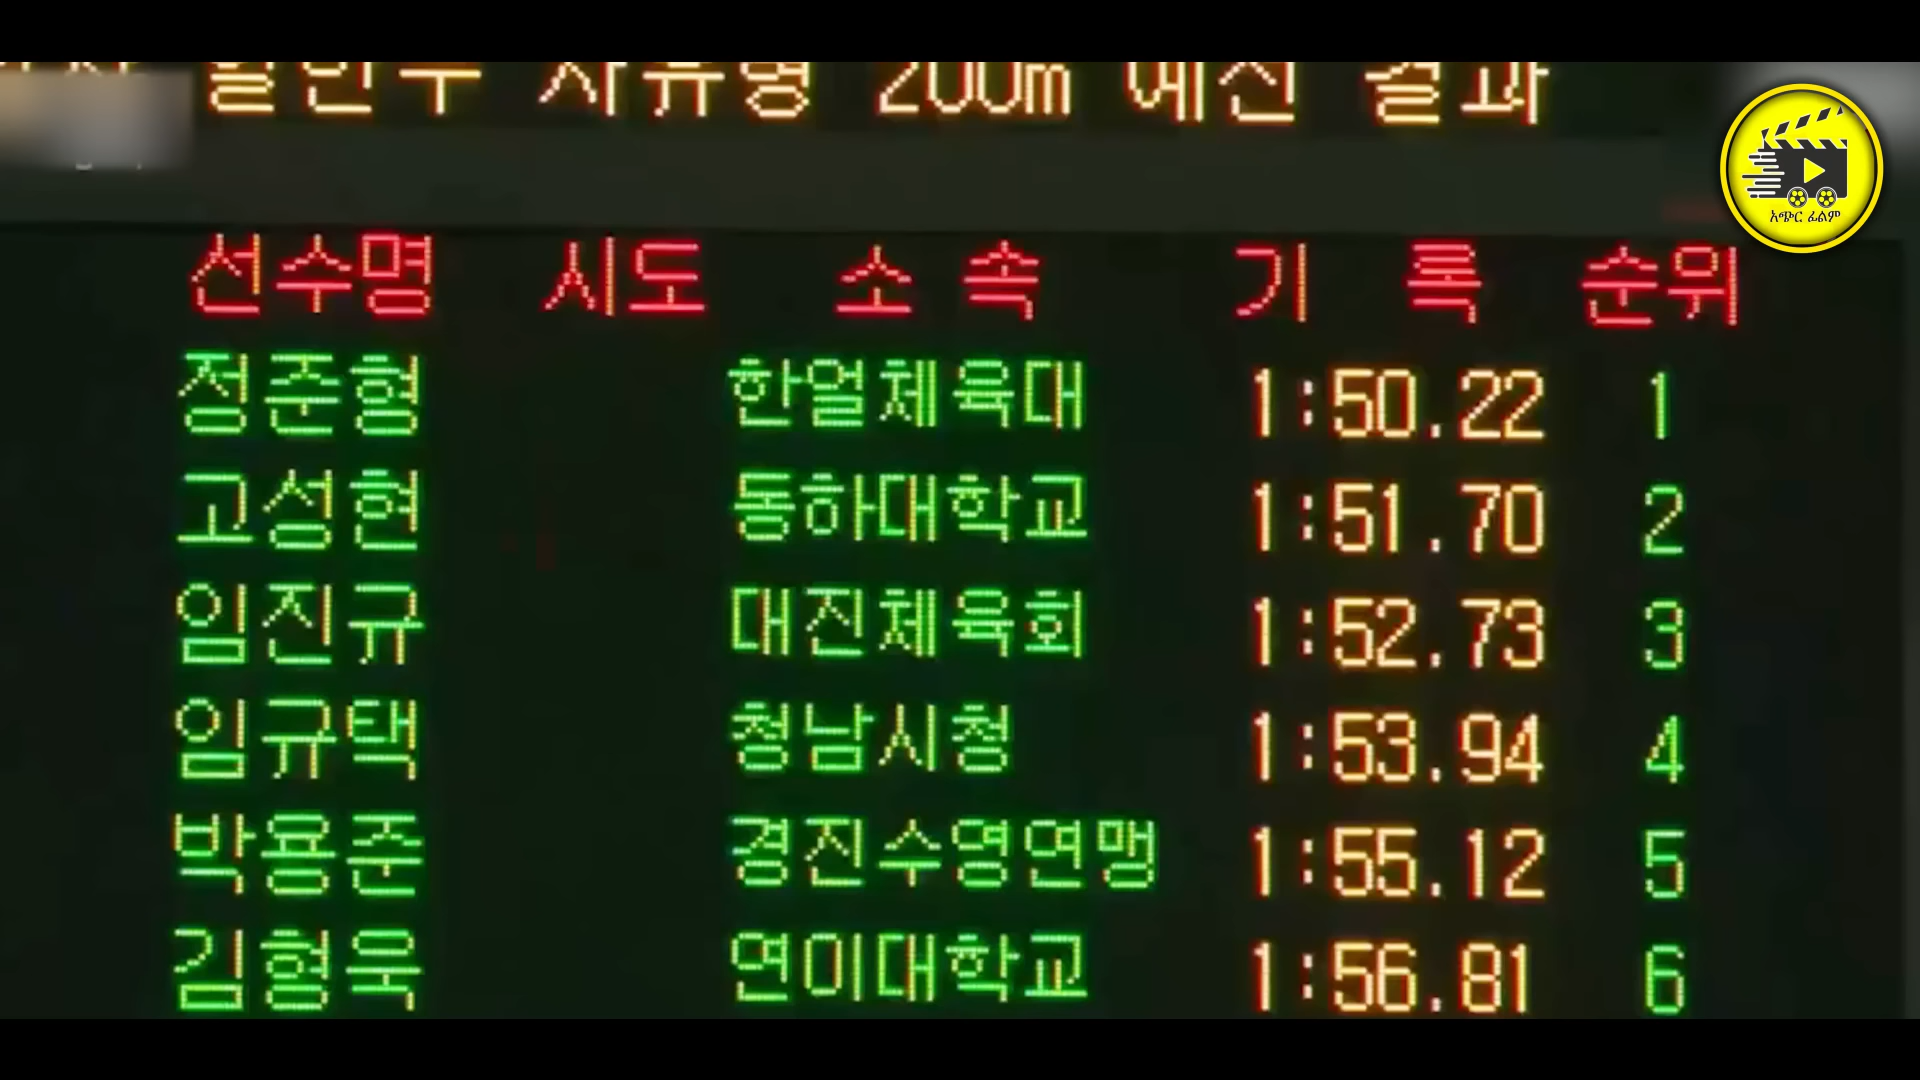 자유형 200m 예선 결과
አጭር ፊልም
선수명 시도 소속 기록 순위
정준형 한얼체육대 1:50.22 1
고성현 동하대학교 1:51.70 2
임진규 대진체육회 1:52.73 3
임규택 청남시청 1:53.94 4
박용준 경진수영연맹 1:55.12 5
김형욱 연이대학교 1:56.81 6